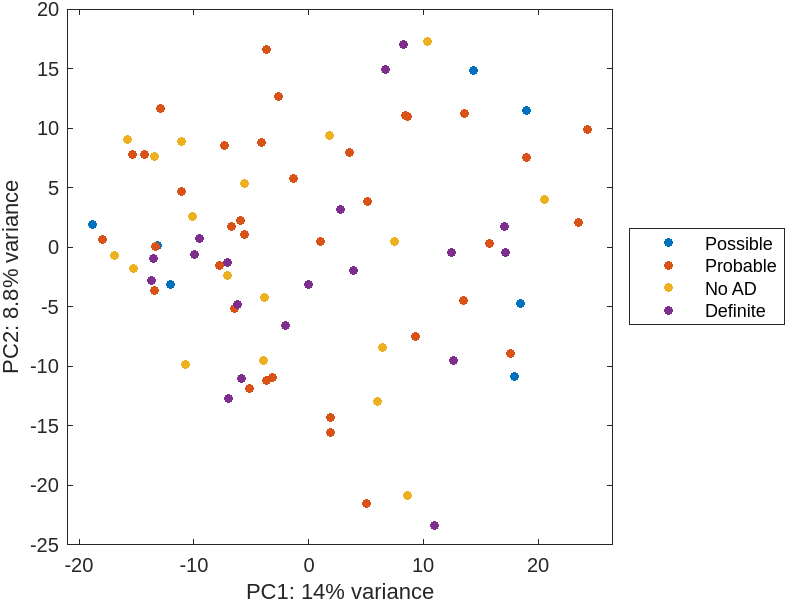 20
15
10
5
0
-5
-10
-15
-20
-25
-20 -10 0 10 20
PC1: 14% variance
PC2: 8.8% variance
Possible
Probable
No AD
Definite